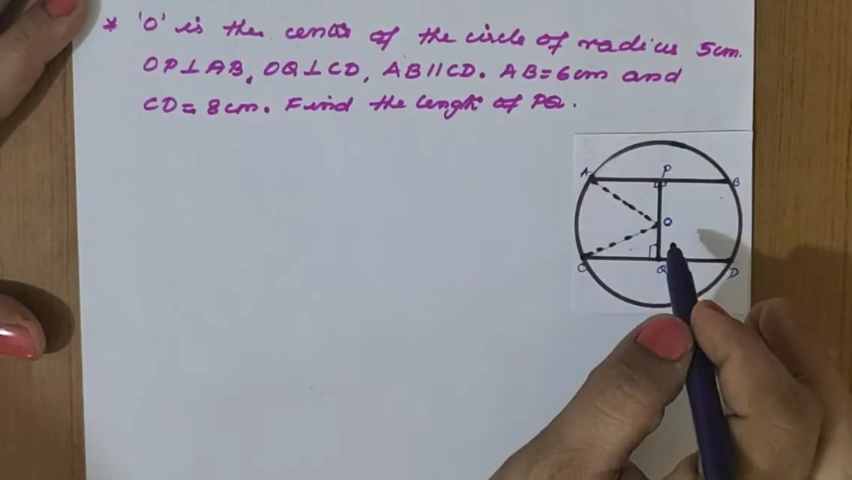 * 'O' is the centre of the circle of radius 5cm.
OP⊥AB, OQ⊥CD, AB//CD. AB=6cm and
CD=8cm. Find the length of PQ.
A P B
O
C Q D